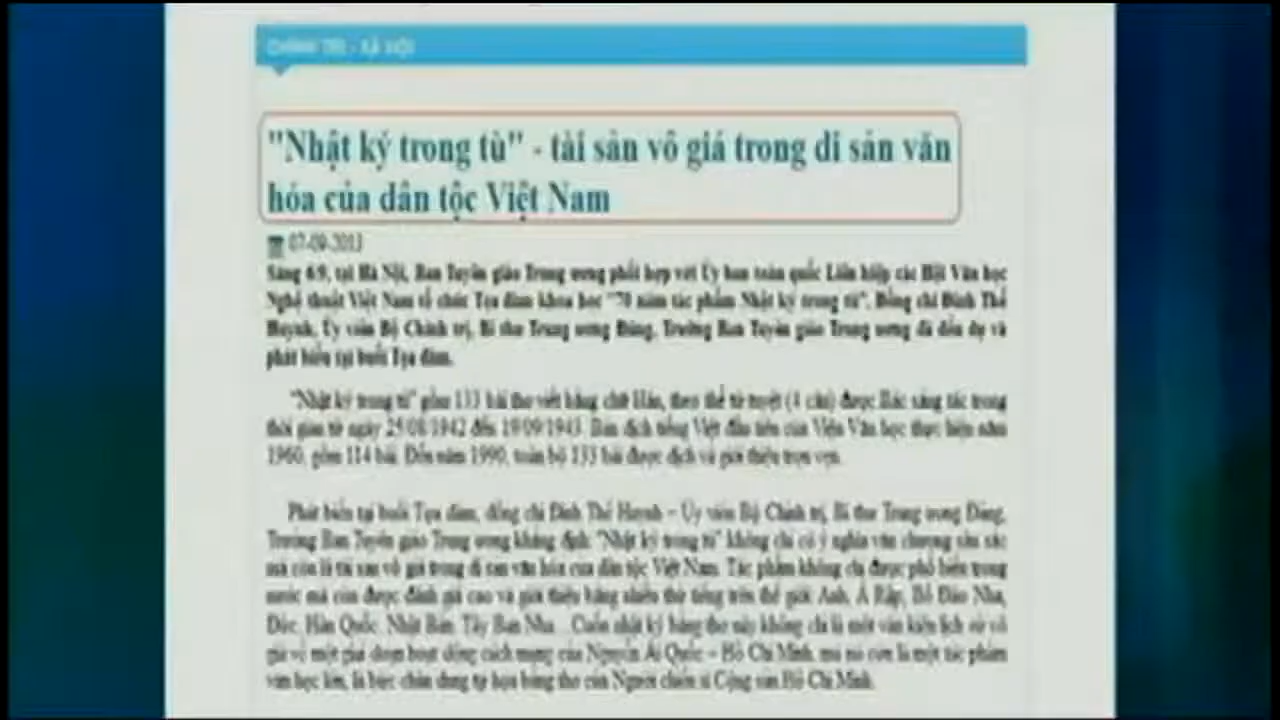 CHÍNH TRỊ - XÃ HỘI
"Nhật ký trong tù" - tài sản vô giá trong di sản văn
hóa của dân tộc Việt Nam
07-09-2013
Sáng 6/9, tại Hà Nội, Ban Tuyên giáo Trung ương phối hợp với Ủy ban toàn quốc Liên hiệp các Hội Văn học
Nghệ thuật Việt Nam tổ chức Tọa đàm khoa học "70 năm tác phẩm Nhật ký trong tù". Đồng chí Đinh Thế
Huynh, Ủy viên Bộ Chính trị, Bí thư Trung ương Đảng, Trưởng Ban Tuyên giáo Trung ương đã đến dự và
phát biểu tại buổi Tọa đàm.
"Nhật ký trong tù" gồm 133 bài thơ viết bằng chữ Hán, theo thể tứ tuyệt (4 câu) được Bác sáng tác trong
thời gian từ ngày 25/08/1942 đến 19/09/1943. Bản dịch tiếng Việt đầu tiên của Viện Văn học thực hiện năm
1960, gồm 114 bài. Đến năm 1990, toàn bộ 133 bài được dịch và giới thiệu trọn vẹn.
Phát biểu tại buổi Tọa đàm, đồng chí Đinh Thế Huynh – Ủy viên Bộ Chính trị, Bí thư Trung ương Đảng,
Trưởng Ban Tuyên giáo Trung ương khẳng định: "Nhật ký trong tù" không chỉ có ý nghĩa văn chương sâu sắc
mà còn là tài sản vô giá trong di sản văn hóa của dân tộc Việt Nam. Tác phẩm không chỉ được phổ biến trong
nước mà còn được đánh giá cao và giới thiệu bằng nhiều thứ tiếng trên thế giới: Anh, Ả Rập, Bồ Đào Nha,
Đức, Hàn Quốc, Nhật Bản, Tây Ban Nha... Cuốn nhật ký bằng thơ này không chỉ là một văn kiện lịch sử vô
giá về một giai đoạn hoạt động cách mạng của Nguyễn Ái Quốc – Hồ Chí Minh, mà nó còn là một tác phẩm
văn học lớn, là bức chân dung tự họa bằng thơ của Người chiến sĩ Cộng sản Hồ Chí Minh.